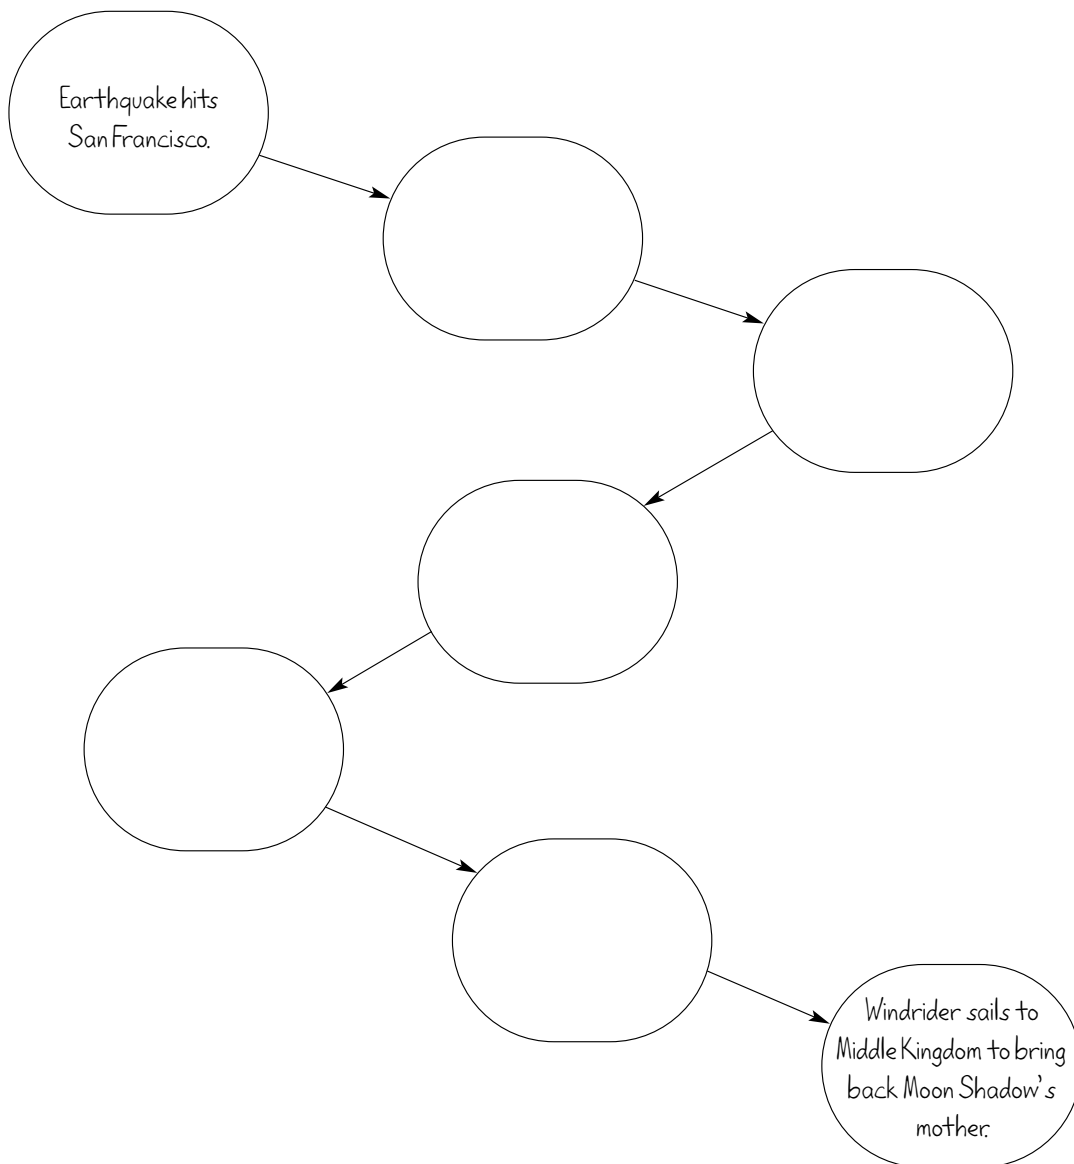 Earthquake hits
San Francisco.
Windrider sails to
Middle Kingdom to bring
back Moon Shadow's
mother.